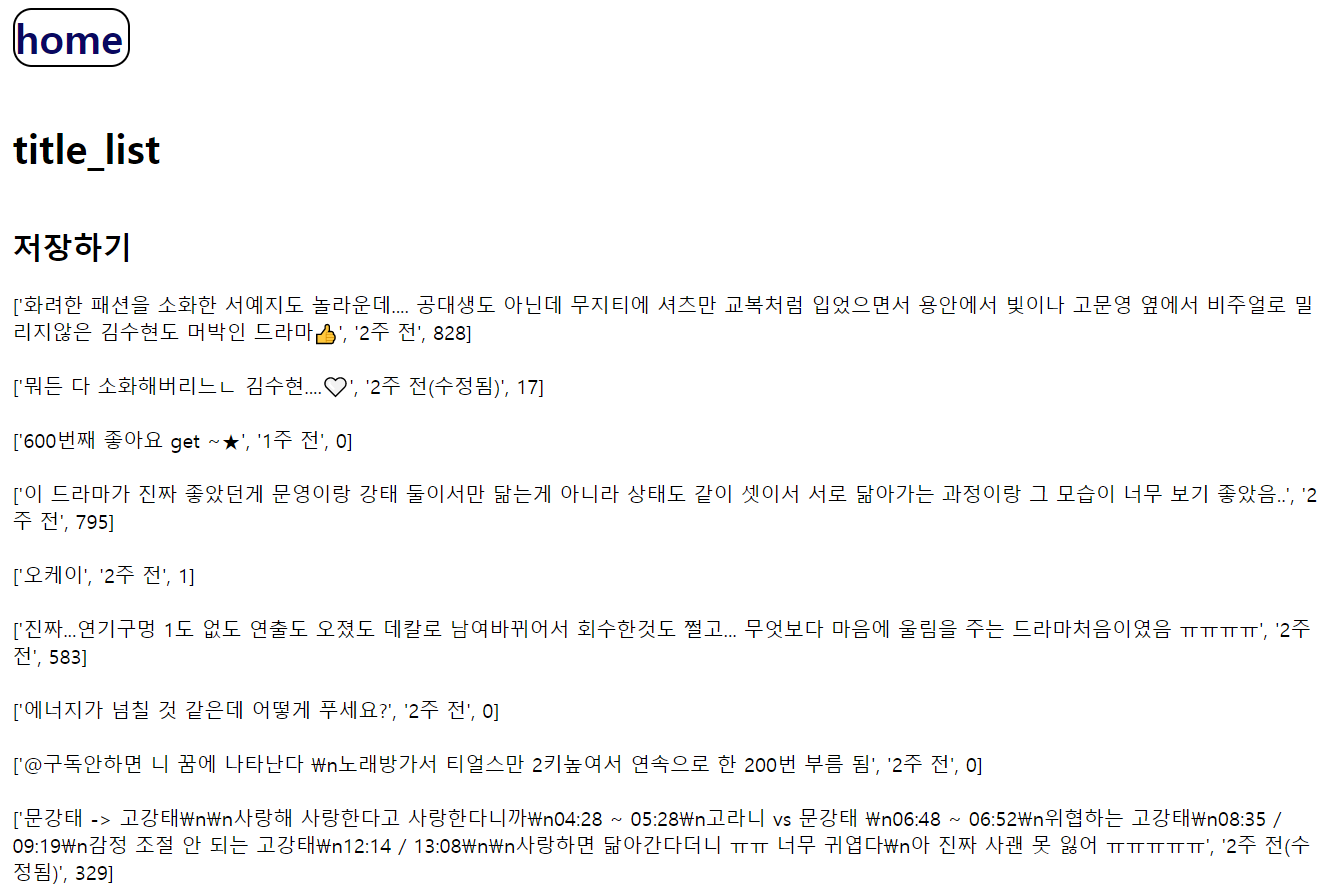 home
title_list
저장하기
['화려한 패션을 소화한 서예지도 놀라운데.... 공대생도 아닌데 무지티에 셔츠만 교복처럼 입었으면서 용안에서 빛이나 고문영 옆에서 비주얼로 밀
리지않은 김수현도 머박인 드라마👍', '2주 전', 828]
['뭐든 다 소화해버리느ㄴ 김수현....♡', '2주 전(수정됨)', 17]
['600번째 좋아요 get ~★', '1주 전', 0]
['이 드라마가 진짜 좋았던게 문영이랑 강태 둘이서만 닮는게 아니라 상태도 같이 셋이서 서로 닮아가는 과정이랑 그 모습이 너무 보기 좋았음..', '2
주 전', 795]
['오케이', '2주 전', 1]
['진짜...연기구멍 1도 없도 연출도 오졌도 데칼로 남여바뀌어서 회수한것도 쩔고... 무엇보다 마음에 울림을 주는 드라마처음이였음 ㅠㅠㅠㅠ', '2주
전', 583]
['에너지가 넘칠 것 같은데 어떻게 푸세요?', '2주 전', 0]
['@구독안하면 니 꿈에 나타난다 ₩n노래방가서 티얼스만 2키높여서 연속으로 한 200번 부름 됨', '2주 전', 0]
['문강태 -> 고강태₩n₩n사랑해 사랑한다고 사랑한다니까₩n04:28 ~ 05:28₩n고라니 vs 문강태 ₩n06:48 ~ 06:52₩n위협하는 고강태₩n08:35 /
09:19₩n감정 조절 안 되는 고강태₩n12:14 / 13:08₩n₩n사랑하면 닮아간다더니 ㅠㅠ 너무 귀엽다₩n아 진짜 사괜 못 잃어 ㅠㅠㅠㅠㅠ', '2주 전(수
정됨)', 329]